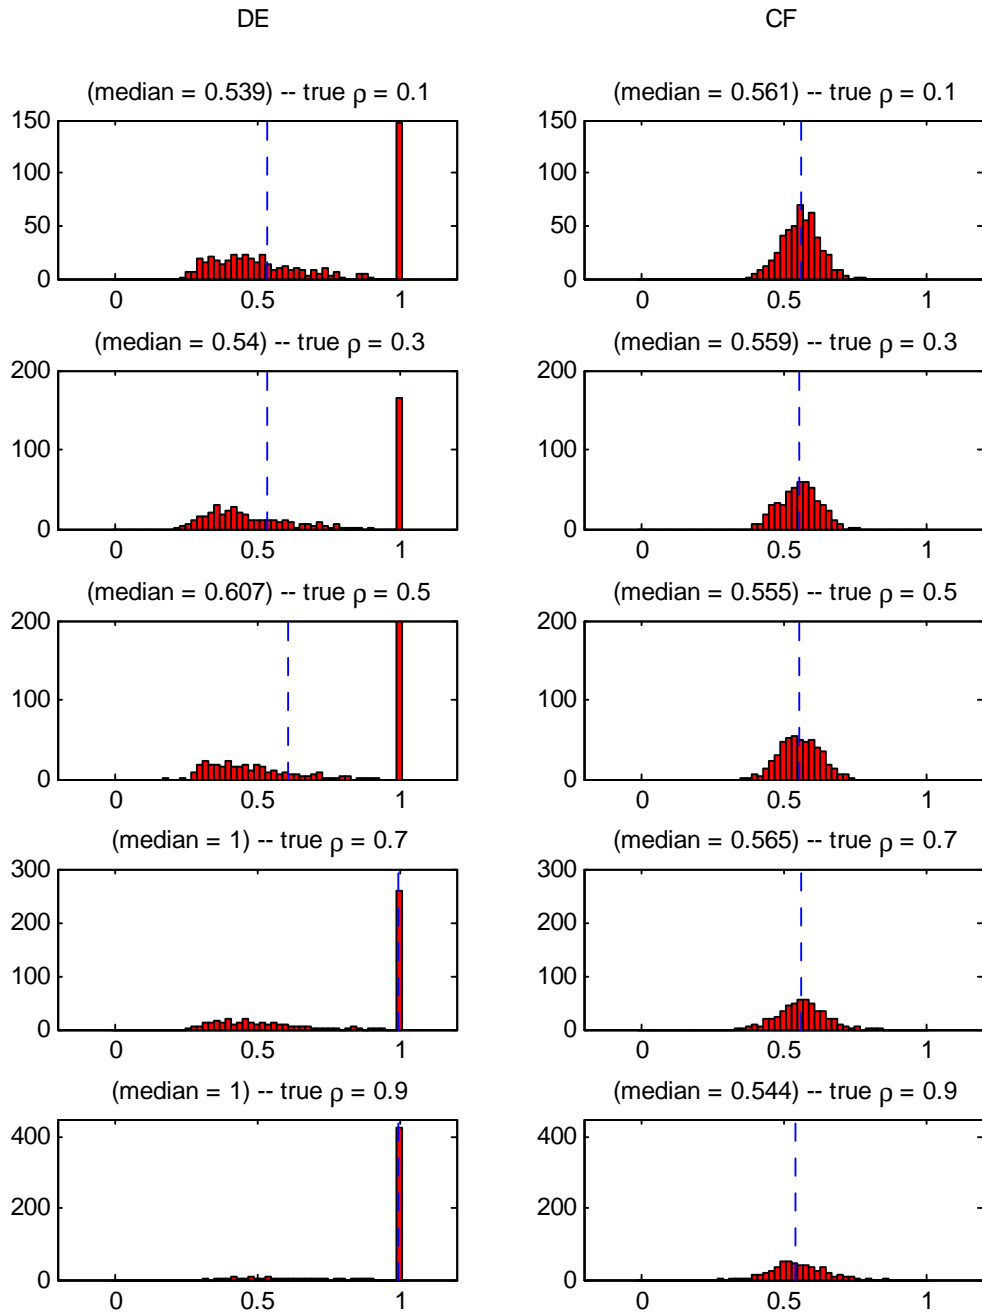 DE CF
(median = 0.539) -- true ρ = 0.1 (median = 0.561) -- true ρ = 0.1
150 150
100 100
50 50
0 0
0 0.5 1 0 0.5 1
(median = 0.54) -- true ρ = 0.3 (median = 0.559) -- true ρ = 0.3
200 200
100 100
0 0
0 0.5 1 0 0.5 1
(median = 0.607) -- true ρ = 0.5 (median = 0.555) -- true ρ = 0.5
200 200
100 100
0 0
0 0.5 1 0 0.5 1
(median = 1) -- true ρ = 0.7 (median = 0.565) -- true ρ = 0.7
300 300
200 200
100 100
0 0
0 0.5 1 0 0.5 1
(median = 1) -- true ρ = 0.9 (median = 0.544) -- true ρ = 0.9
400 400
200 200
0 0
0 0.5 1 0 0.5 1